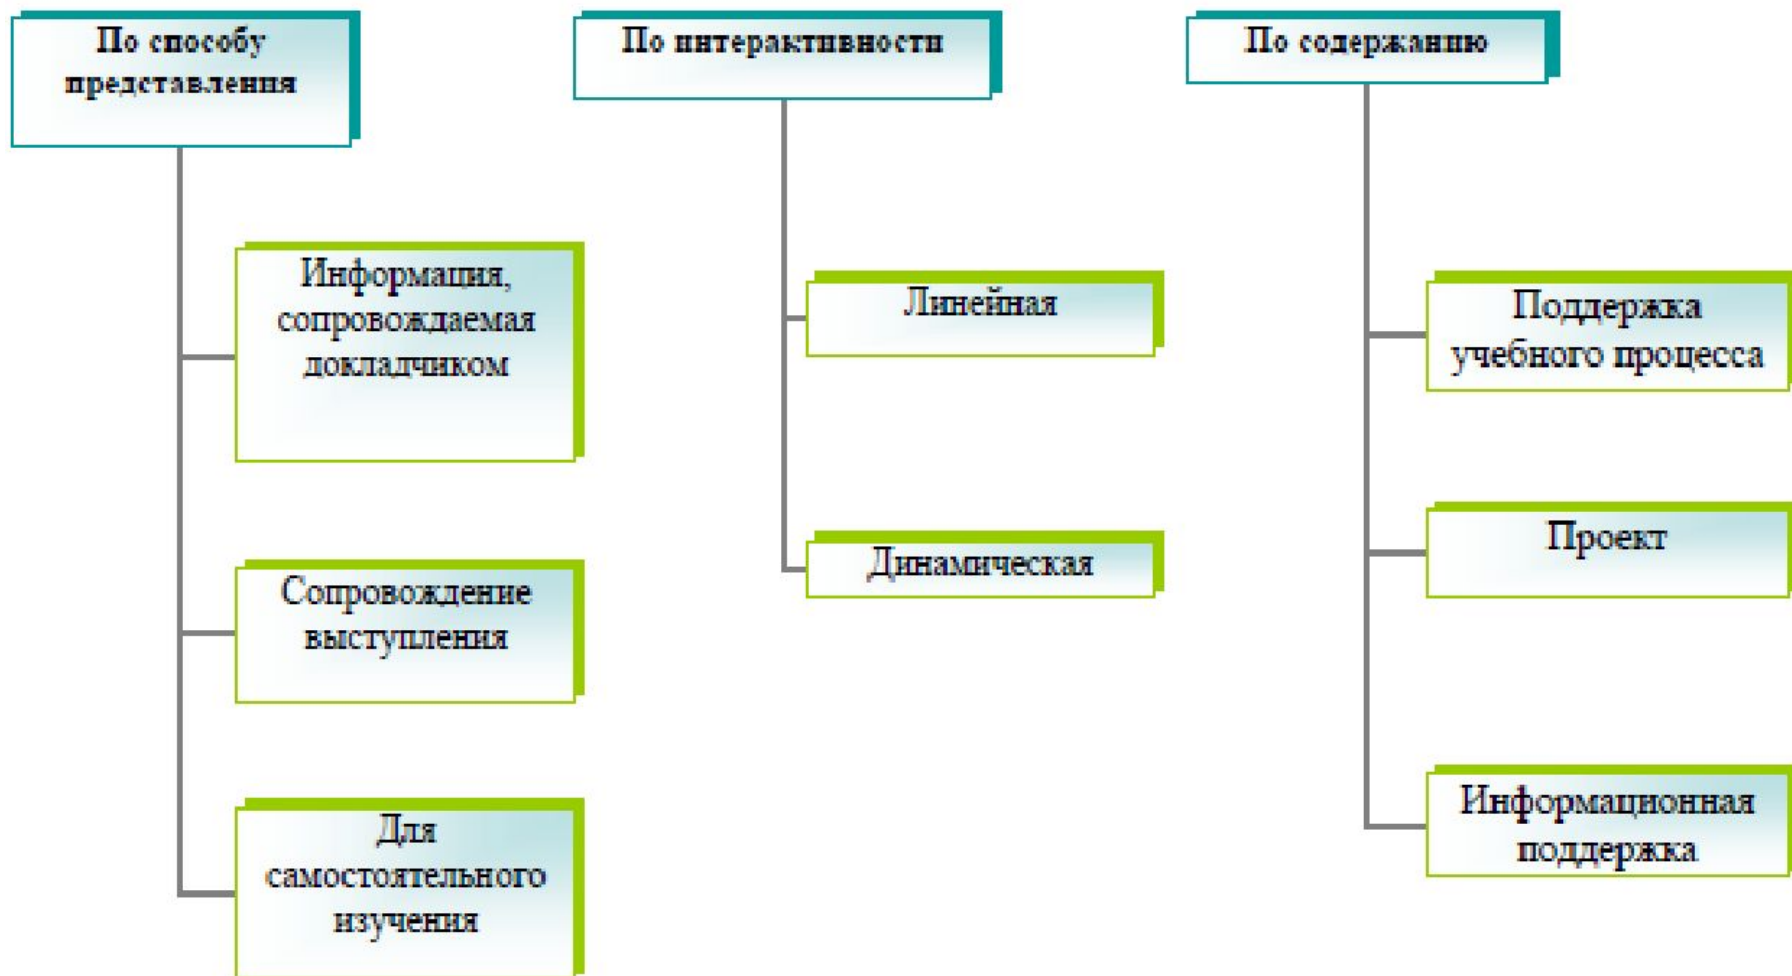 По способу
представления
Информация,
сопровождаемая
докладчиком
Сопровождение
выступления
Для
самостоятельного
изучения
По интерактивности
Линейная
Динамическая
По содержанию
Поддержка
учебного процесса
Проект
Информационная
поддержка